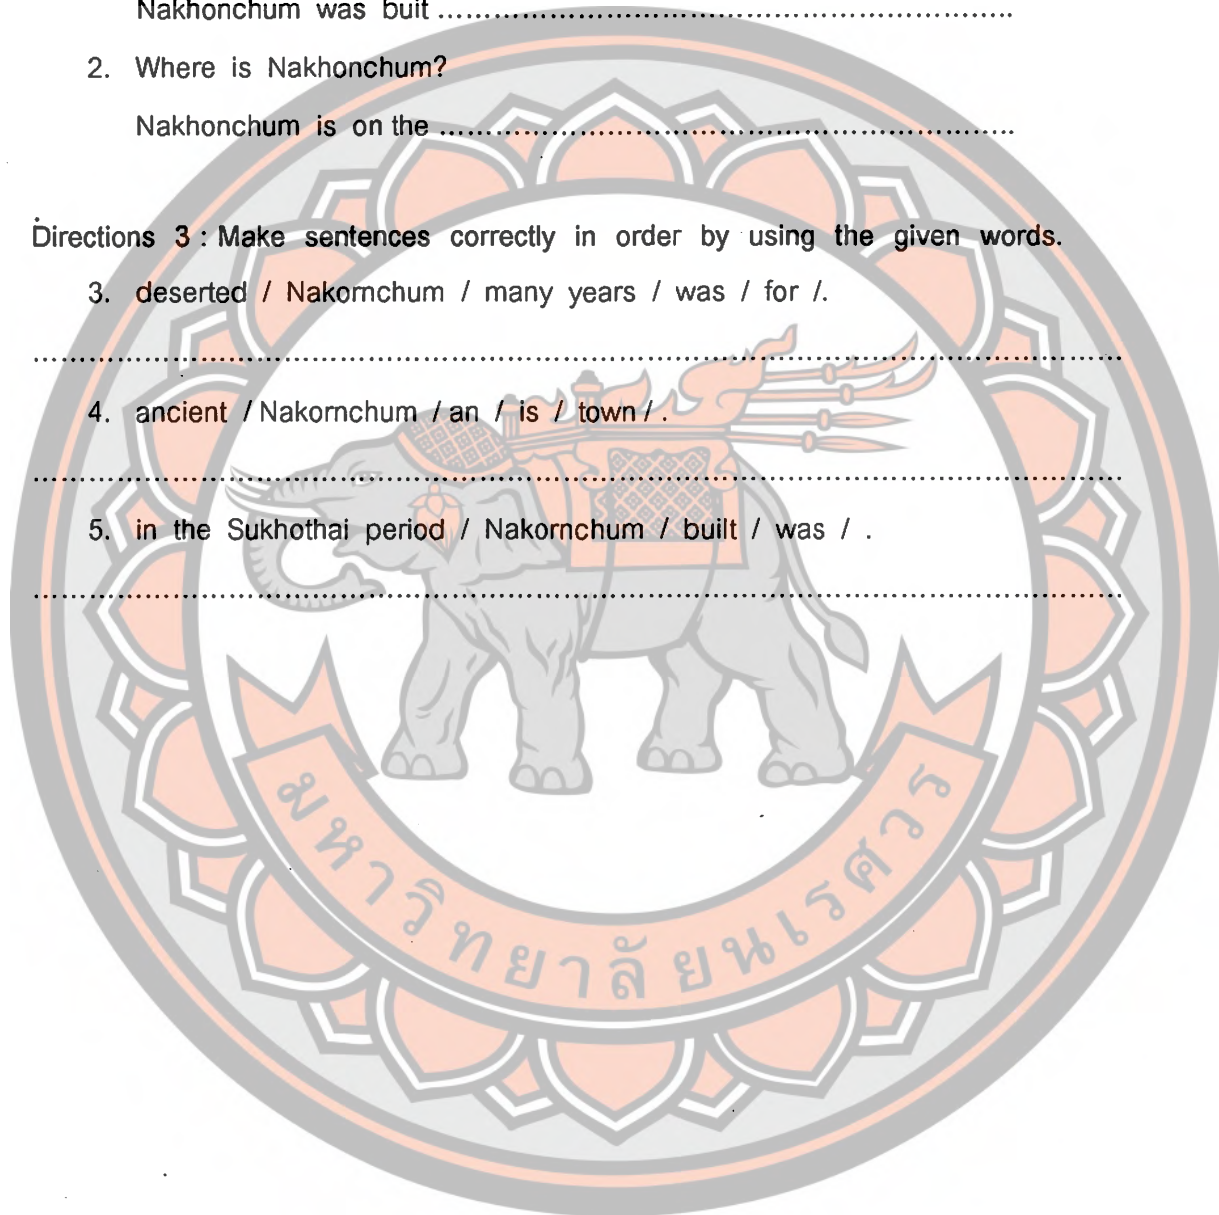 Nakhonchum was buit ........................................................................
2. Where is Nakhonchum?
Nakhonchum is on the ........................................................................
Directions 3 : Make sentences correctly in order by using the given words.
3. deserted / Nakornchum / many years / was / for /.
........................................................................................................................
4. ancient / Nakornchum / an / is / town / .
........................................................................................................................
5. in the Sukhothai period / Nakornchum / built / was / .
........................................................................................................................
มหาวิทยาลัยนเรศวร